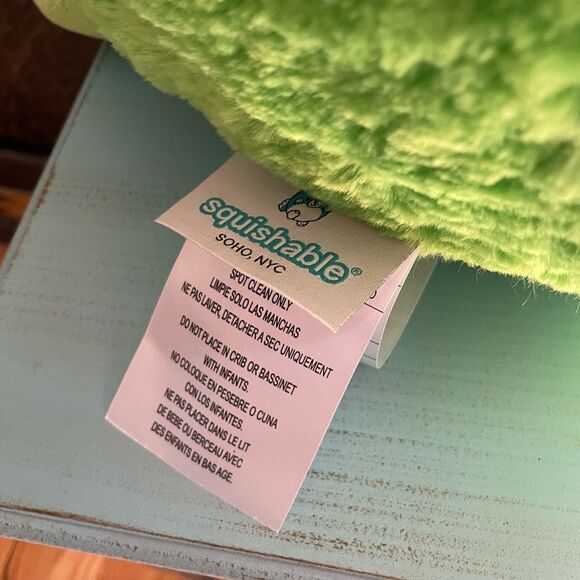 squishable®
SOHO, NYC
SPOT CLEAN ONLY
LIMPIE SOLO LAS MANCHAS
NE PAS LAVER, DETACHER A SEC UNIQUEMENT
DO NOT PLACE IN CRIB OR BASSINET
WITH INFANTS.
NO COLOQUE EN PESEBRE O CUNA
CON LOS INFANTES.
NE PAS PLACER DANS LE LIT
DE BEBE OU BERCEAU AVEC
DES ENFANTS EN BAS AGE.